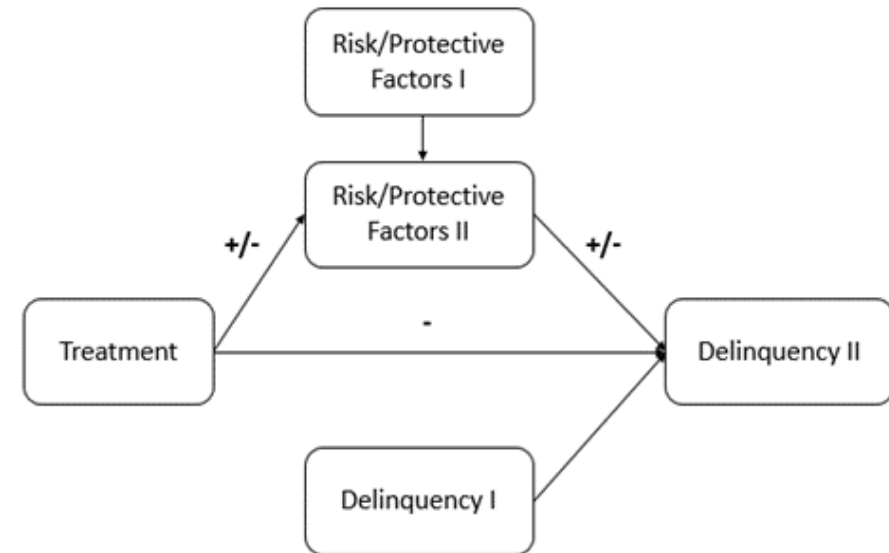 Risk/Protective
Factors I
Risk/Protective
Factors II
+/-
+/-
-
Treatment
Delinquency II
Delinquency I